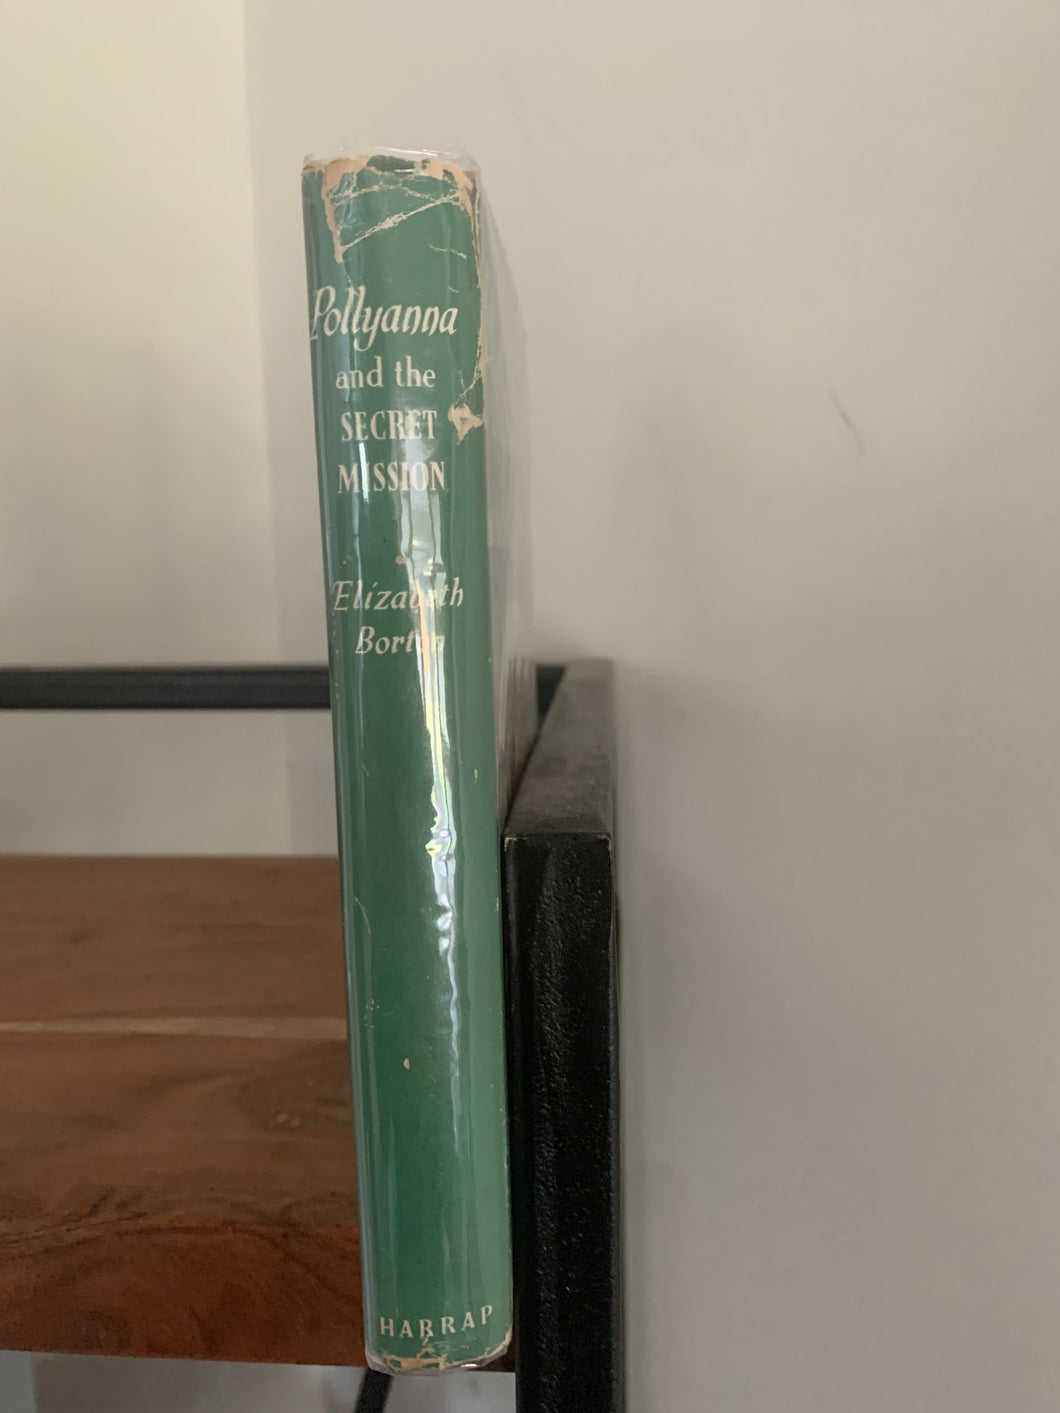 Pollyanna
and the
SECRET
MISSION
Elizabeth
Borton
HARRAP